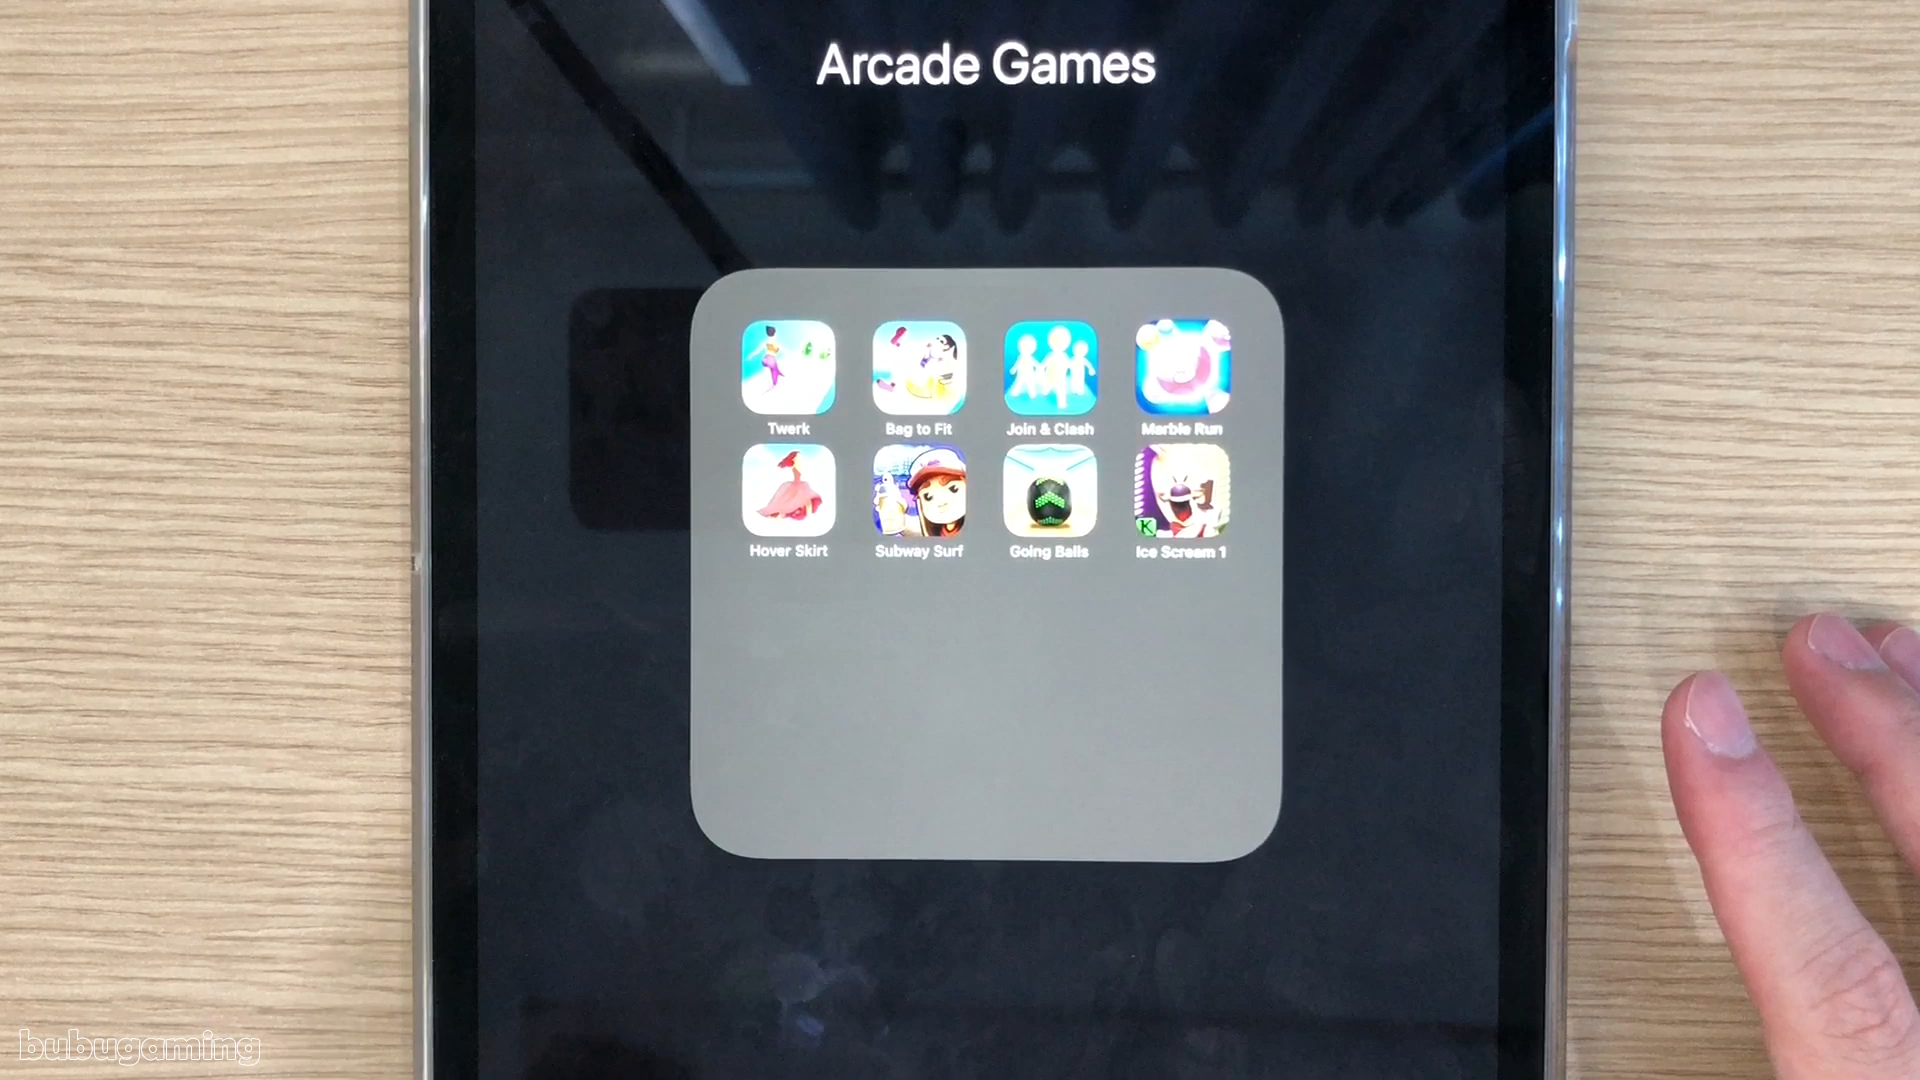 Arcade Games
Twerk
Bag to Fit
Join & Clash
Marble Run
Hover Skirt
Subway Surf
Going Balls
K
Ice Scream 1
bubugaming